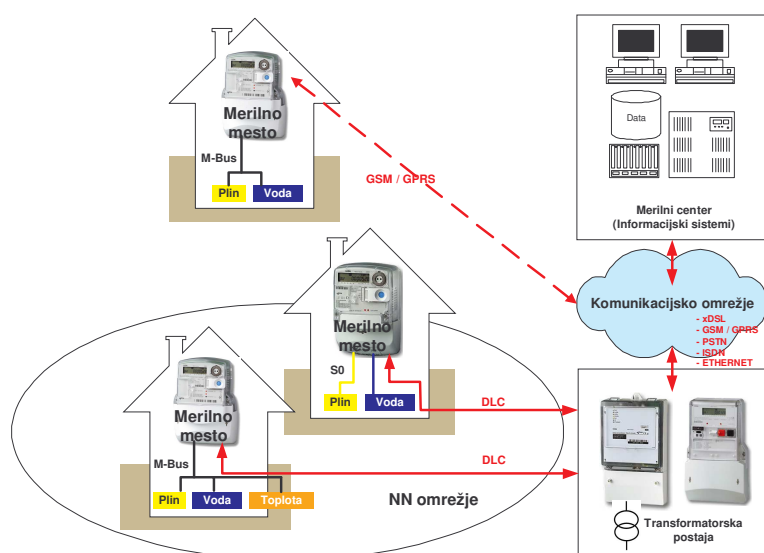 Merilno
mesto
M-Bus
Plin
Voda
GSM / GPRS
Data
Merilni center
(Informacijski sistemi)
Komunikacijsko omrežje
- xDSL
- GSM / GPRS
- PSTN
- ISDN
- ETHERNET
Merilno
mesto
S0
Plin
Voda
DLC
Merilno
mesto
M-Bus
Plin
Voda
Toplota
DLC
NN omrežje
Transformatorska
postaja